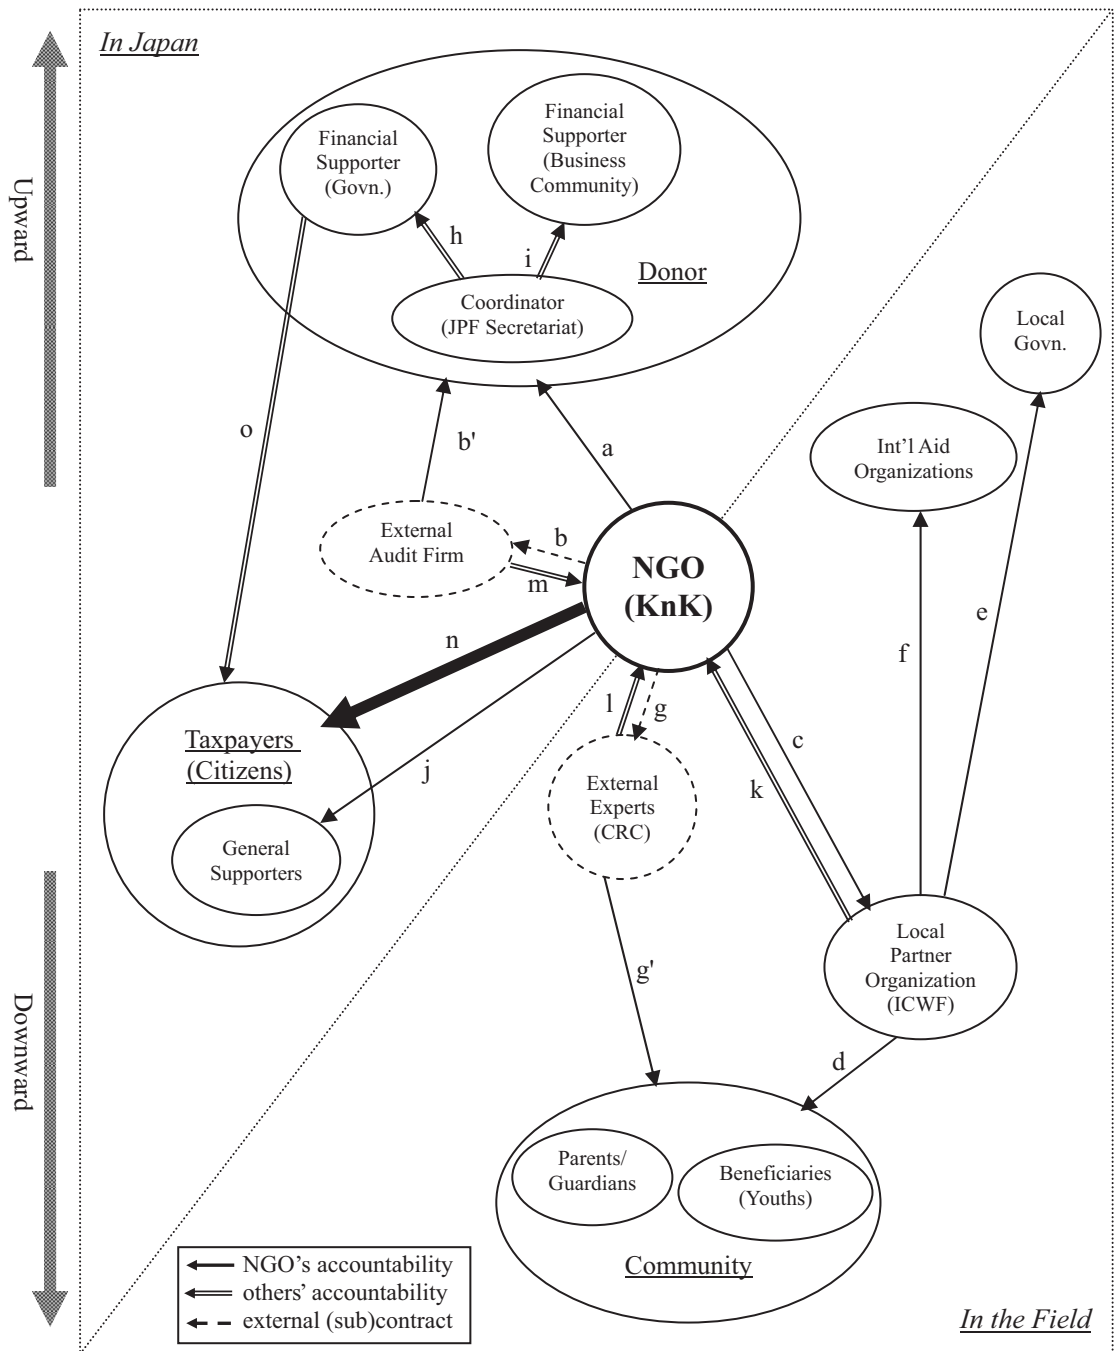 In Japan
Upward
Financial
Supporter
(Govn.)
Financial
Supporter
(Business
Community)
h
i
Donor
Coordinator
(JPF Secretariat)
Local
Govn.
o
b'
a
Int'l Aid
Organizations
External
Audit Firm
b
m
NGO
(KnK)
n
e
f
l
g
c
j
k
Taxpayers
(Citizens)
General
Supporters
External
Experts
(CRC)
Local
Partner
Organization
(ICWF)
g'
d
Downward
Parents/
Guardians
Beneficiaries
(Youths)
Community
NGO's accountability
others' accountability
external (sub)contract
In the Field